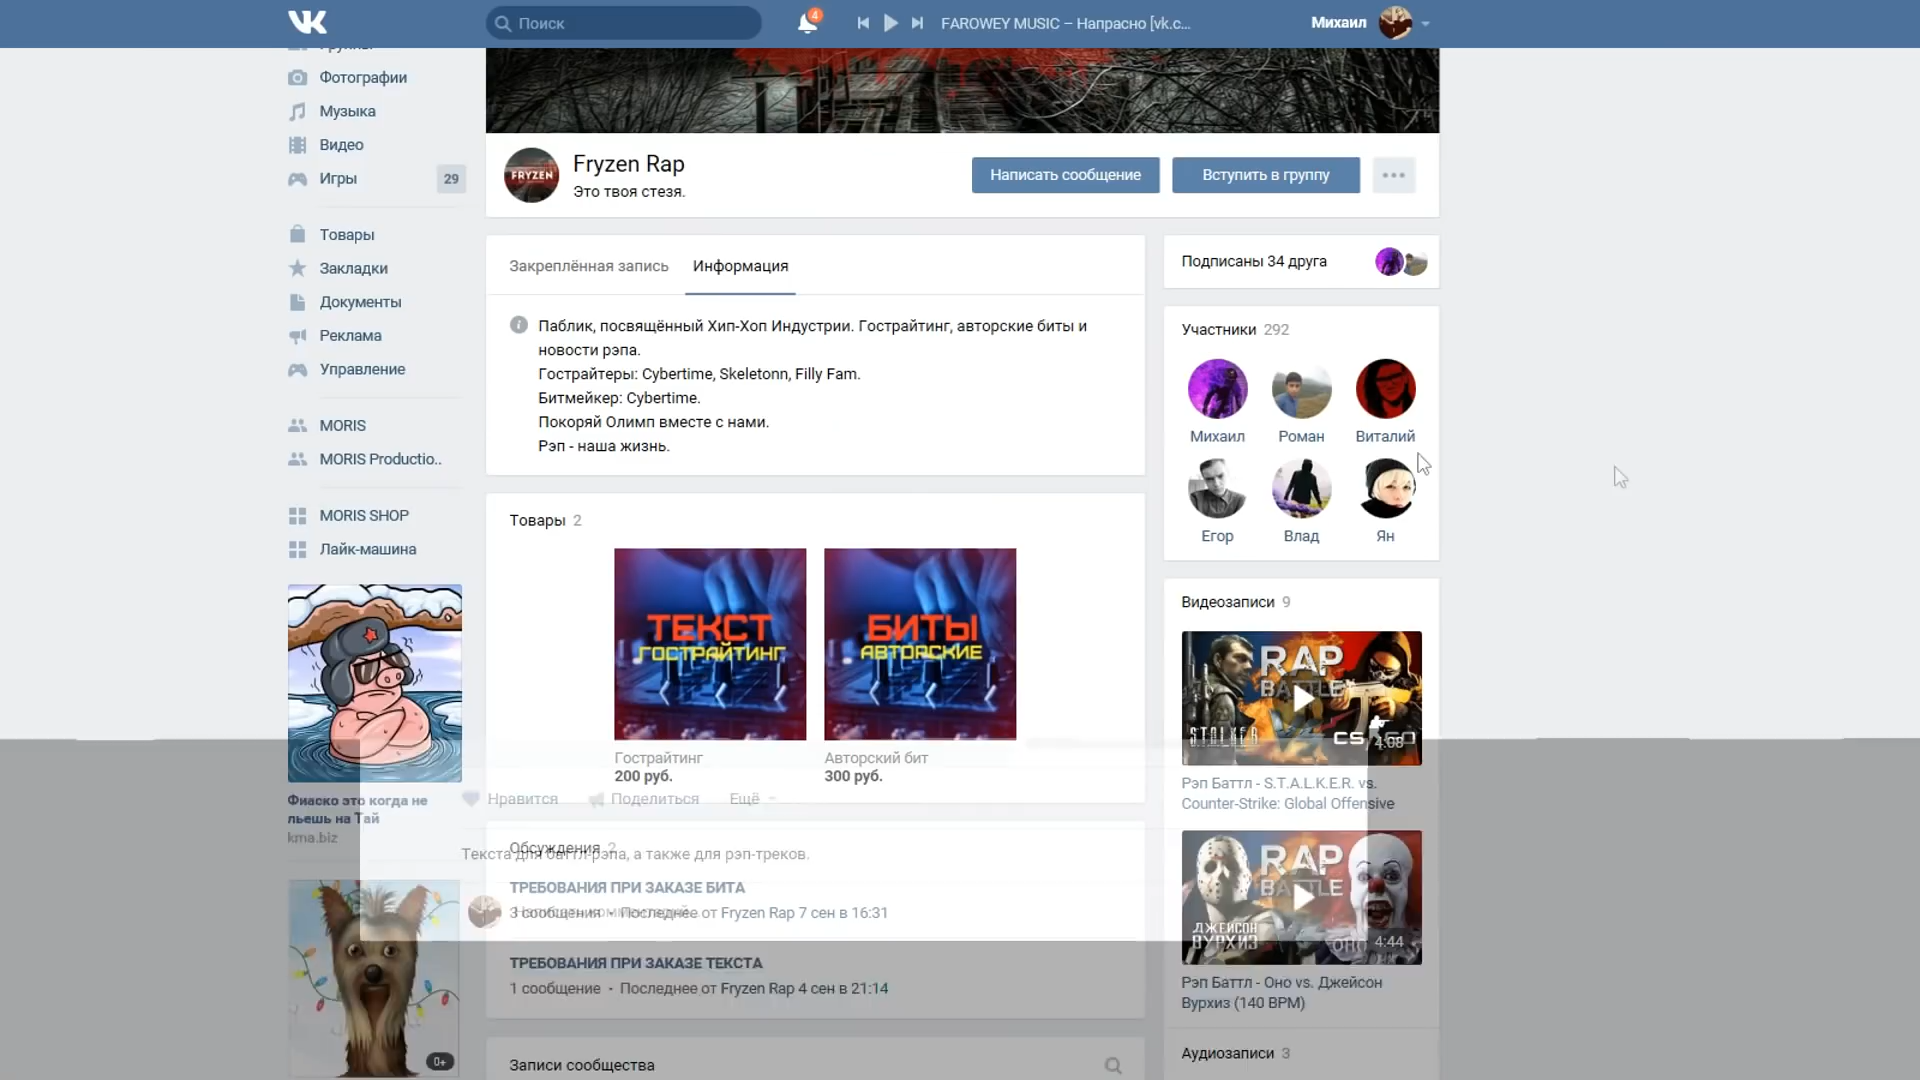 Поиск
4
FAROWEY MUSIC – Напрасно [vk.c...
Михаил
Фотографии
Музыка
Видео
Игры
29
Товары
Закладки
Документы
Реклама
Управление
MORIS
MORIS Productio..
MORIS SHOP
Лайк-машина
Фиаско это когда не
льешь на Тай
kma.biz
0+
FRYZEN
Fryzen Rap
Это твоя стезя.
Написать сообщение
Вступить в группу
Закреплённая запись
Информация
Паблик, посвящённый Хип-Хоп Индустрии. Гострайтинг, авторские биты и
новости рэпа.
Гострайтеры: Cybertime, Skeletonn, Filly Fam.
Битмейкер: Cybertime.
Покоряй Олимп вместе с нами.
Рэп - наша жизнь.
Товары 2
ТЕКСТ
ГОСТРАЙТИНГ
БИТЫ
АВТОРСКИЕ
Гострайтинг
200 руб.
Авторский бит
300 руб.
Нравится
Поделиться
Ещё
Обсуждения 2
Текста для баттл-рэпа, а также для рэп-треков.
ТРЕБОВАНИЯ ПРИ ЗАКАЗЕ БИТА
3 сообщения · Последнее от Fryzen Rap 7 сен в 16:31
ТРЕБОВАНИЯ ПРИ ЗАКАЗЕ ТЕКСТА
1 сообщение · Последнее от Fryzen Rap 4 сен в 21:14
Записи сообщества
Подписаны 34 друга
Участники 292
Михаил
Роман
Виталий
Егор
Влад
Ян
Видеозаписи 9
RAP
BATTLE
S.T.A.L.K.E.R
CS GO
4:08
Рэп Баттл - S.T.A.L.K.E.R. vs.
Counter-Strike: Global Offensive
RAP
BATTLE
ДЖЕЙСОН
ВУРХИЗ
ОНО
4:44
Рэп Баттл - Оно vs. Джейсон
Вурхиз (140 BPM)
Аудиозаписи 3